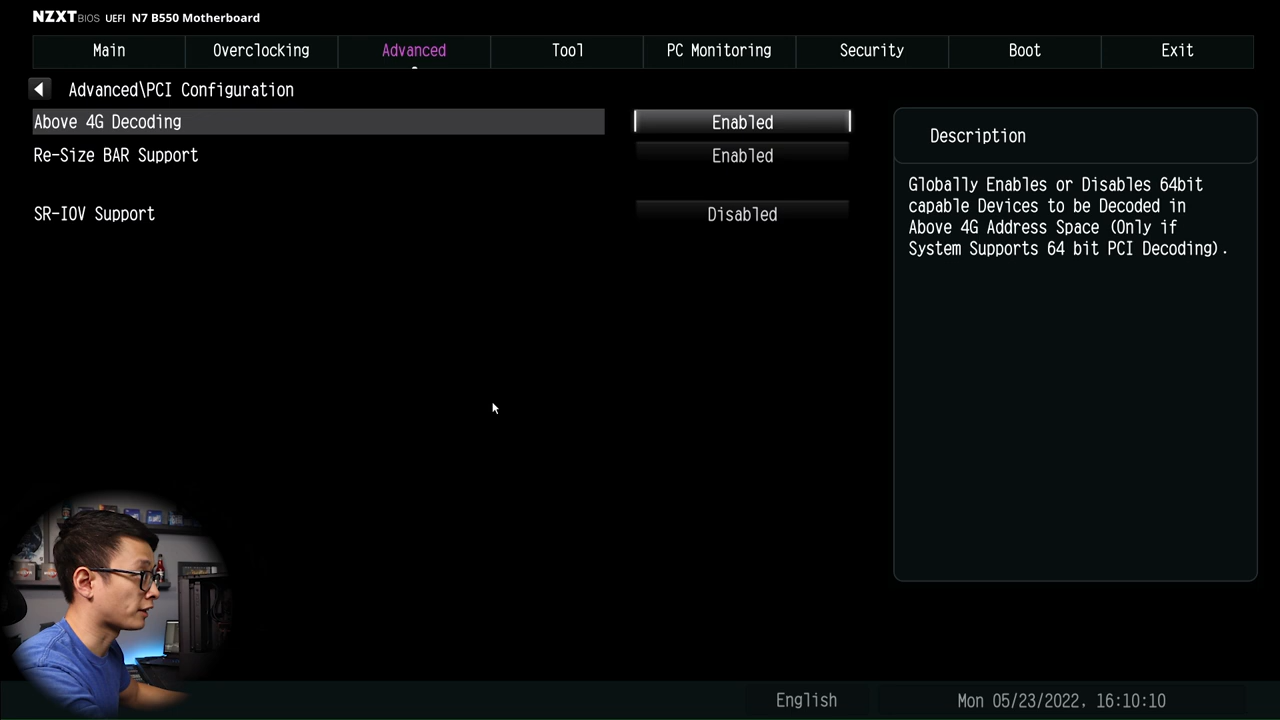 NZXT BIOS UEFI N7 B550 Motherboard
Main Overclocking Advanced Tool PC Monitoring Security Boot Exit
Advanced\PCI Configuration
Above 4G Decoding Enabled
Re-Size BAR Support Enabled
SR-IOV Support Disabled
Description
Globally Enables or Disables 64bit
capable Devices to be Decoded in
Above 4G Address Space (Only if
System Supports 64 bit PCI Decoding).
English Mon 05/23/2022, 16:10:10